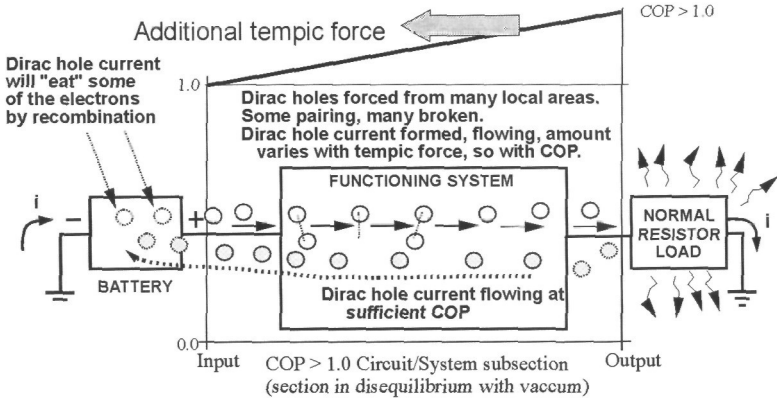 COP > 1.0
Additional tempic force
Dirac hole current
will "eat" some
of the electrons
by recombination
1.0
Dirac holes forced from many local areas.
Some pairing, many broken.
Dirac hole current formed, flowing, amount
varies with tempic force, so with COP.
FUNCTIONING SYSTEM
i
−
+
BATTERY
NORMAL
RESISTOR
LOAD
i
Dirac hole current flowing at
sufficient COP
0.0
Input
COP > 1.0 Circuit/System subsection
(section in disequilibrium with vaccum)
Output